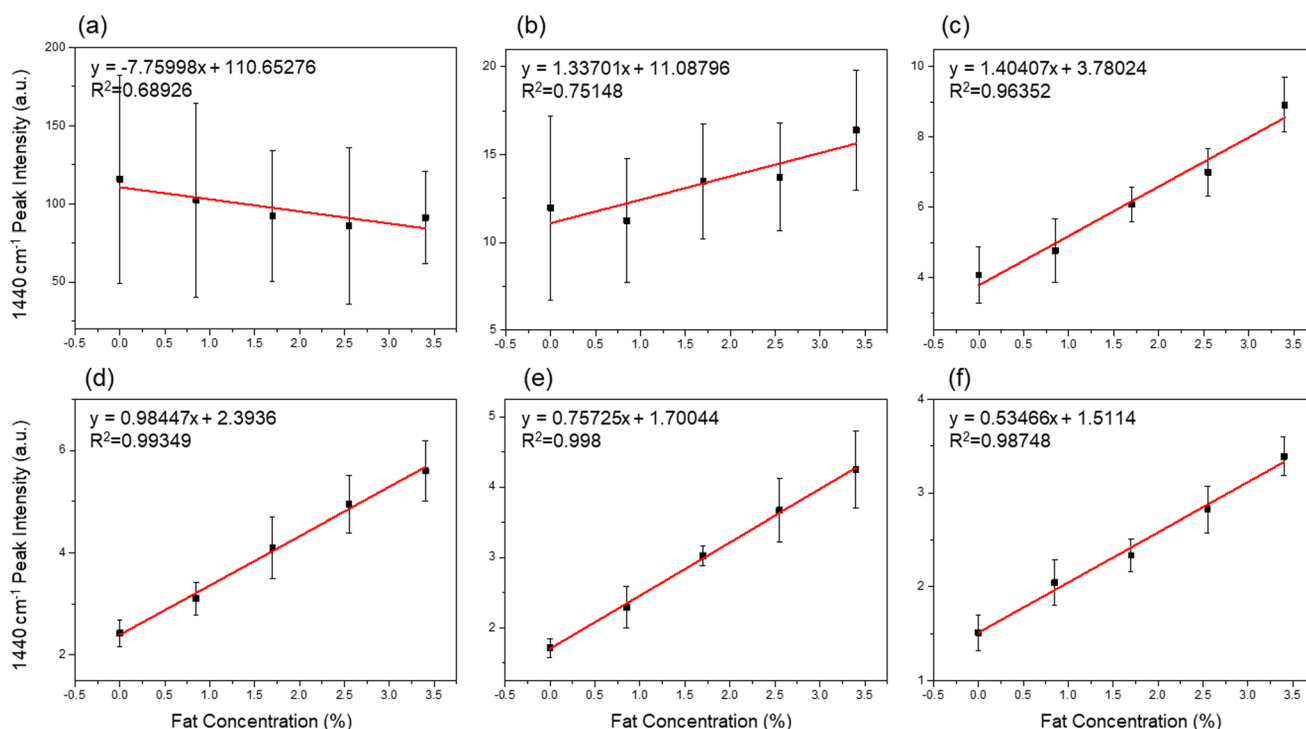 (a)
y = -7.75998x + 110.65276
R²=0.68926
200
150
100
50
-0.5 0.0 0.5 1.0 1.5 2.0 2.5 3.0 3.5
1440 cm⁻¹ Peak Intensity (a.u.)
(b)
y = 1.33701x + 11.08796
R²=0.75148
20
15
10
5
-0.5 0.0 0.5 1.0 1.5 2.0 2.5 3.0 3.5
(c)
y = 1.40407x + 3.78024
R²=0.96352
10
8
6
4
-0.5 0.0 0.5 1.0 1.5 2.0 2.5 3.0 3.5
(d)
y = 0.98447x + 2.3936
R²=0.99349
6
4
2
-0.5 0.0 0.5 1.0 1.5 2.0 2.5 3.0 3.5
1440 cm⁻¹ Peak Intensity (a.u.)
Fat Concentration (%)
(e)
y = 0.75725x + 1.70044
R²=0.998
5
4
3
2
-0.5 0.0 0.5 1.0 1.5 2.0 2.5 3.0 3.5
Fat Concentration (%)
(f)
y = 0.53466x + 1.5114
R²=0.98748
4
3
2
1
-0.5 0.0 0.5 1.0 1.5 2.0 2.5 3.0 3.5
Fat Concentration (%)